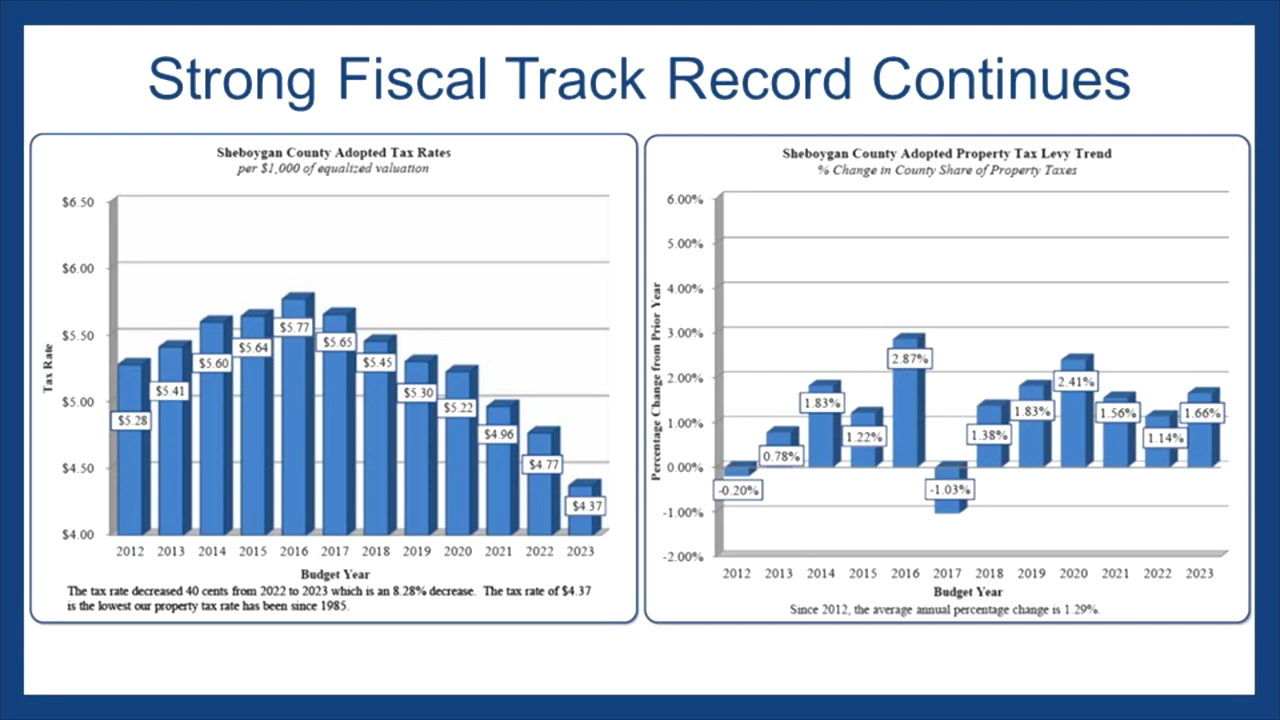 Strong Fiscal Track Record Continues
Sheboygan County Adopted Tax Rates
per $1,000 of equalized valuation
$6.50
$6.00
$5.50
$5.00
$4.50
$4.00
Tax Rate
$5.28
$5.41
$5.60
$5.64
$5.77
$5.65
$5.45
$5.30
$5.22
$4.96
$4.77
$4.37
2012 2013 2014 2015 2016 2017 2018 2019 2020 2021 2022 2023
Budget Year
The tax rate decreased 40 cents from 2022 to 2023 which is an 8.28% decrease. The tax rate of $4.37
is the lowest our property tax rate has been since 1985.
Sheboygan County Adopted Property Tax Levy Trend
% Change in County Share of Property Taxes
6.00%
5.00%
4.00%
3.00%
2.00%
1.00%
0.00%
-1.00%
-2.00%
Percentage Change from Prior Year
-0.20%
0.78%
1.83%
1.22%
2.87%
-1.03%
1.38%
1.83%
2.41%
1.56%
1.14%
1.66%
2012 2013 2014 2015 2016 2017 2018 2019 2020 2021 2022 2023
Budget Year
Since 2012, the average annual percentage change is 1.29%.